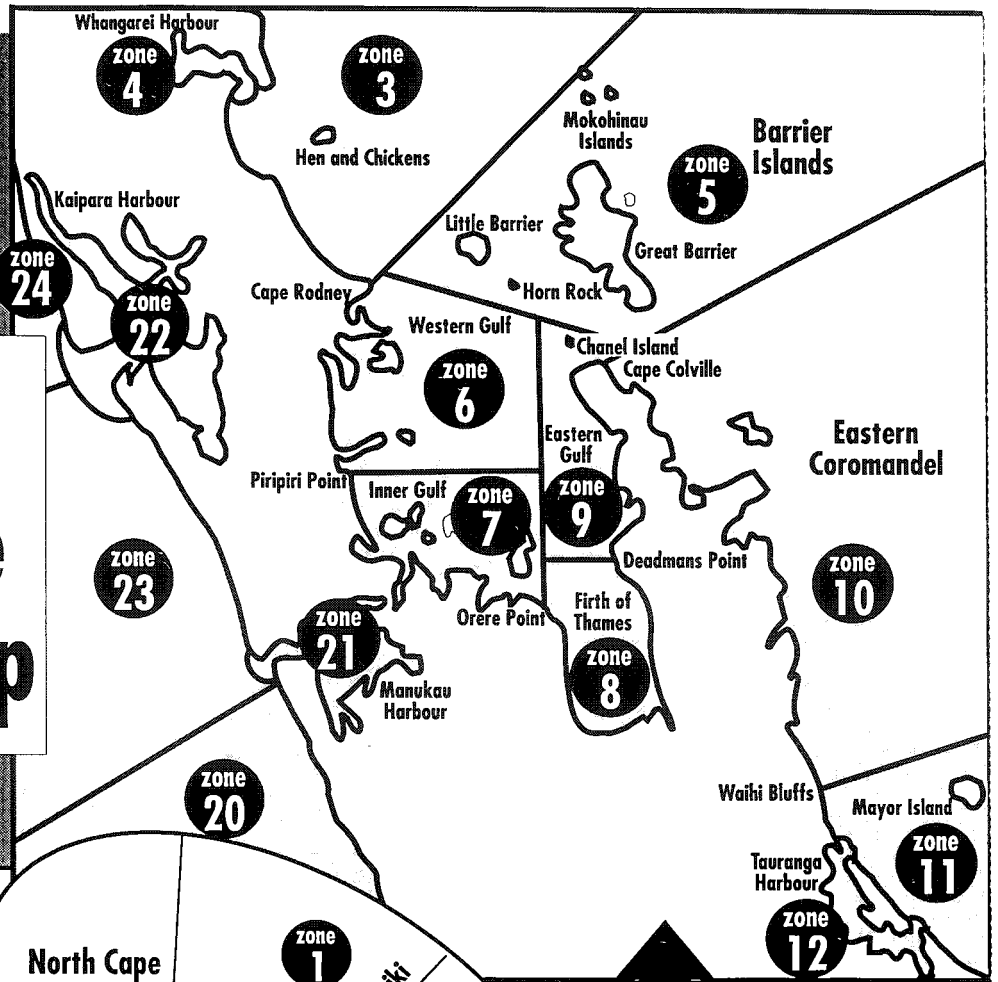 Whangarei Harbour
zone
4
zone
3
Mokohinau
Islands
Barrier
Islands
Hen and Chickens
zone
5
Kaipara Harbour
Little Barrier
Great Barrier
zone
24
Cape Rodney
Horn Rock
zone
22
Western Gulf
Chanel Island
Cape Colville
zone
6
Eastern
Gulf
Eastern
Coromandel
Piripiri Point
Inner Gulf
zone
7
zone
9
zone
23
Deadmans Point
zone
10
Orere Point
Firth of
Thames
zone
21
zone
8
Manukau
Harbour
zone
20
Waihi Bluffs
Mayor Island
zone
11
Tauranga
Harbour
zone
12
North Cape
zone
1